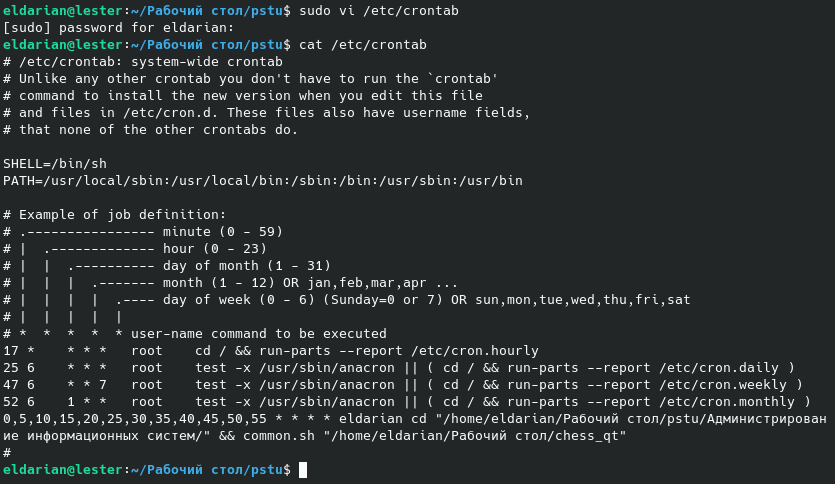 eldarian@lester:~/Рабочий стол/pstu$ sudo vi /etc/crontab
[sudo] password for eldarian:
eldarian@lester:~/Рабочий стол/pstu$ cat /etc/crontab
# /etc/crontab: system-wide crontab
# Unlike any other crontab you don't have to run the `crontab'
# command to install the new version when you edit this file
# and files in /etc/cron.d. These files also have username fields,
# that none of the other crontabs do.

SHELL=/bin/sh
PATH=/usr/local/sbin:/usr/local/bin:/sbin:/bin:/usr/sbin:/usr/bin

# Example of job definition:
# .---------------- minute (0 - 59)
# |  .------------- hour (0 - 23)
# |  |  .---------- day of month (1 - 31)
# |  |  |  .------- month (1 - 12) OR jan,feb,mar,apr ...
# |  |  |  |  .---- day of week (0 - 6) (Sunday=0 or 7) OR sun,mon,tue,wed,thu,fri,sat
# |  |  |  |  |
# *  *  *  *  * user-name command to be executed
17 *    * * *   root    cd / && run-parts --report /etc/cron.hourly
25 6    * * *   root    test -x /usr/sbin/anacron || ( cd / && run-parts --report /etc/cron.daily )
47 6    * * 7   root    test -x /usr/sbin/anacron || ( cd / && run-parts --report /etc/cron.weekly )
52 6    1 * *   root    test -x /usr/sbin/anacron || ( cd / && run-parts --report /etc/cron.monthly )
0,5,10,15,20,25,30,35,40,45,50,55 * * * * eldarian cd "/home/eldarian/Рабочий стол/pstu/Администрирован
ие информационных систем/" && common.sh "/home/eldarian/Рабочий стол/chess_qt"
#
eldarian@lester:~/Рабочий стол/pstu$